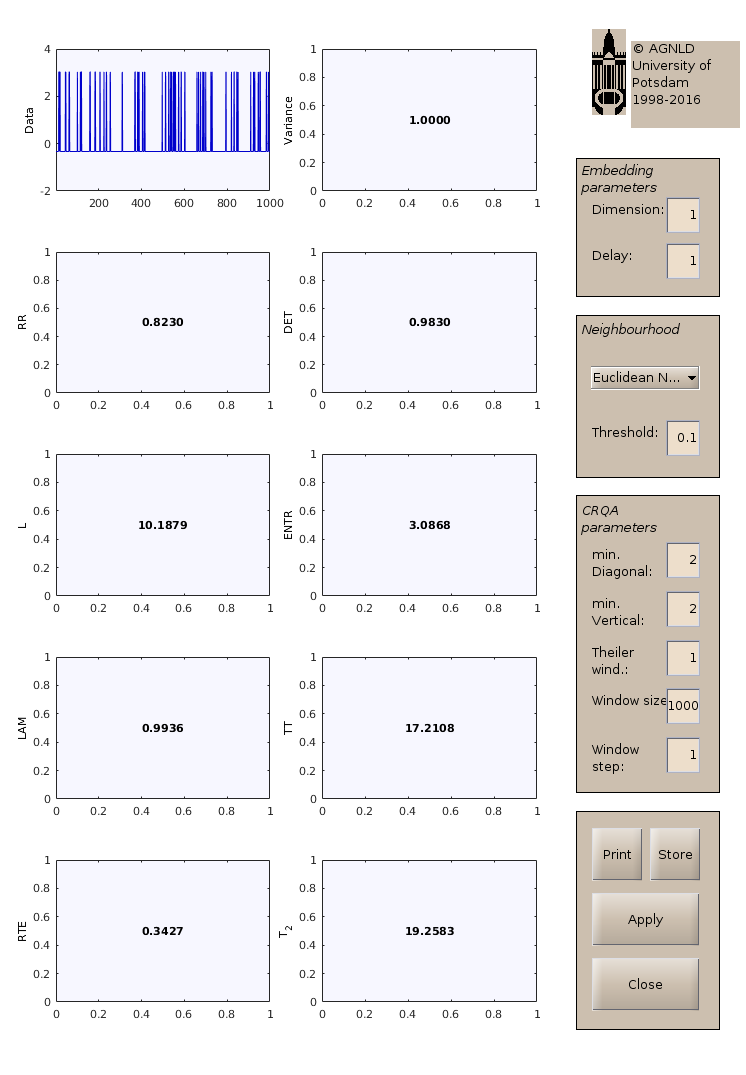 © AGNLD
University of
Potsdam
1998-2016
4
2
0
-2
Data
200 400 600 800 1000
1
0.8
0.6
0.4
0.2
0
Variance
1.0000
0 0.2 0.4 0.6 0.8 1
1
0.8
0.6
0.4
0.2
0
RR
0.8230
0 0.2 0.4 0.6 0.8 1
1
0.8
0.6
0.4
0.2
0
DET
0.9830
0 0.2 0.4 0.6 0.8 1
1
0.8
0.6
0.4
0.2
0
L
10.1879
0 0.2 0.4 0.6 0.8 1
1
0.8
0.6
0.4
0.2
0
ENTR
3.0868
0 0.2 0.4 0.6 0.8 1
1
0.8
0.6
0.4
0.2
0
LAM
0.9936
0 0.2 0.4 0.6 0.8 1
1
0.8
0.6
0.4
0.2
0
TT
17.2108
0 0.2 0.4 0.6 0.8 1
1
0.8
0.6
0.4
0.2
0
RTE
0.3427
0 0.2 0.4 0.6 0.8 1
1
0.8
0.6
0.4
0.2
0
T2
19.2583
0 0.2 0.4 0.6 0.8 1
Embedding
parameters
Dimension: 1
Delay: 1
Neighbourhood
Euclidean N...
Threshold: 0.1
CRQA
parameters
min.
Diagonal: 2
min.
Vertical: 2
Theiler
wind.: 1
Window size 1000
Window
step: 1
Print Store
Apply
Close